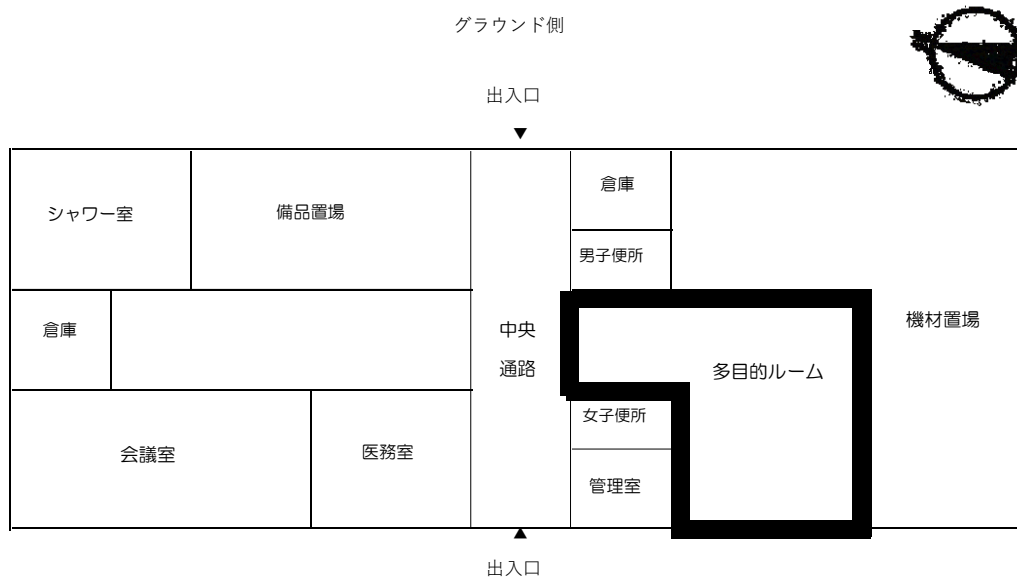 グラウンド側
出入口
▼
シャワー室
備品置場
倉庫
男子便所
倉庫
中央
通路
多目的ルーム
機材置場
会議室
医務室
女子便所
管理室
▲
出入口